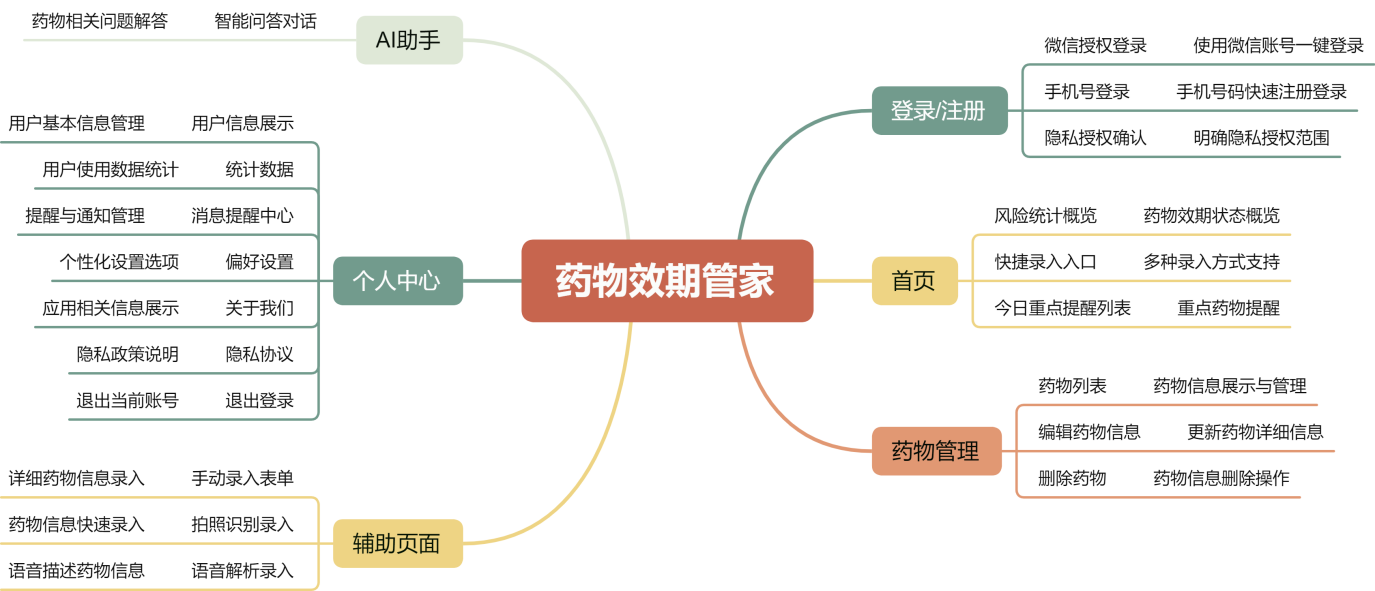 药物效期管家
登录/注册
微信授权登录 使用微信账号一键登录
手机号登录 手机号码快速注册登录
隐私授权确认 明确隐私授权范围
首页
风险统计概览 药物效期状态概览
快捷录入入口 多种录入方式支持
今日重点提醒列表 重点药物提醒
药物管理
药物列表 药物信息展示与管理
编辑药物信息 更新药物详细信息
删除药物 药物信息删除操作
AI助手
药物相关问题解答 智能问答对话
个人中心
用户基本信息管理 用户信息展示
用户使用数据统计 统计数据
提醒与通知管理 消息提醒中心
个性化设置选项 偏好设置
应用相关信息展示 关于我们
隐私政策说明 隐私协议
退出当前账号 退出登录
辅助页面
详细药物信息录入 手动录入表单
药物信息快速录入 拍照识别录入
语音描述药物信息 语音解析录入